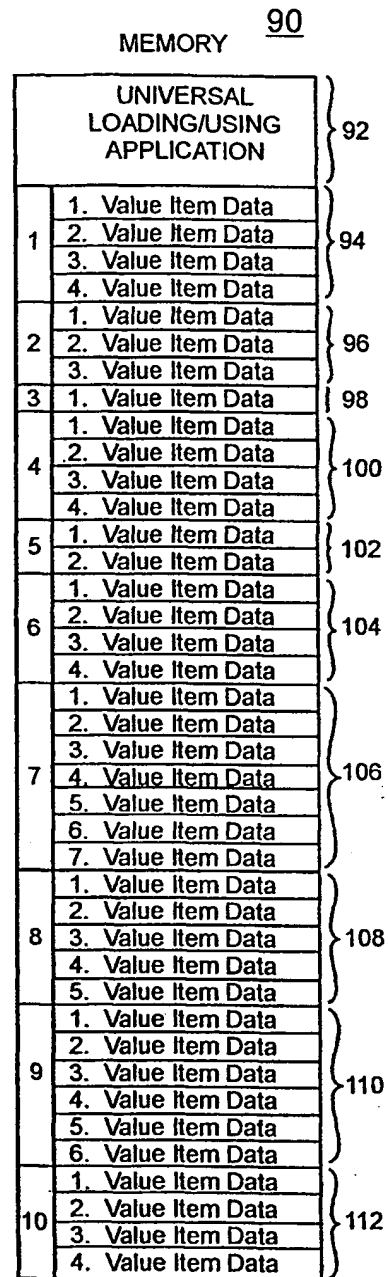 90
MEMORY
UNIVERSAL
LOADING/USING
APPLICATION
92
1
1. Value Item Data
2. Value Item Data
3. Value Item Data
4. Value Item Data
94
2
1. Value Item Data
2. Value Item Data
3. Value Item Data
96
3
1. Value Item Data
98
4
1. Value Item Data
2. Value Item Data
3. Value Item Data
4. Value Item Data
100
5
1. Value Item Data
2. Value Item Data
102
6
1. Value Item Data
2. Value Item Data
3. Value Item Data
4. Value Item Data
104
7
1. Value Item Data
2. Value Item Data
3. Value Item Data
4. Value Item Data
5. Value Item Data
6. Value Item Data
7. Value Item Data
106
8
1. Value Item Data
2. Value Item Data
3. Value Item Data
4. Value Item Data
5. Value Item Data
108
9
1. Value Item Data
2. Value Item Data
3. Value Item Data
4. Value Item Data
5. Value Item Data
6. Value Item Data
110
10
1. Value Item Data
2. Value Item Data
3. Value Item Data
4. Value Item Data
112